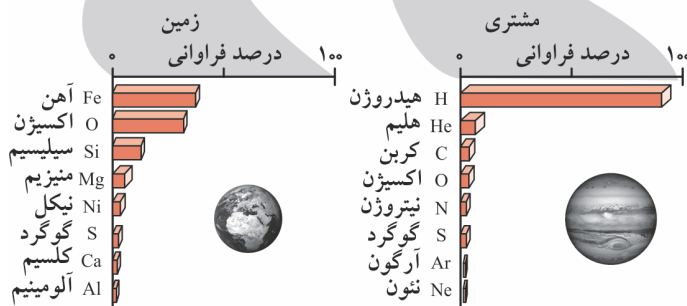 مشتری
درصد فراوانی
۰ ۱۰۰
H هیدروژن
He هلیم
C کربن
O اکسیژن
N نیتروژن
S گوگرد
Ar آرگون
Ne نئون
زمین
درصد فراوانی
۰ ۱۰۰
Fe آهن
O اکسیژن
Si سیلیسیم
Mg منیزیم
Ni نیکل
S گوگرد
Ca کلسیم
Al آلومینیم